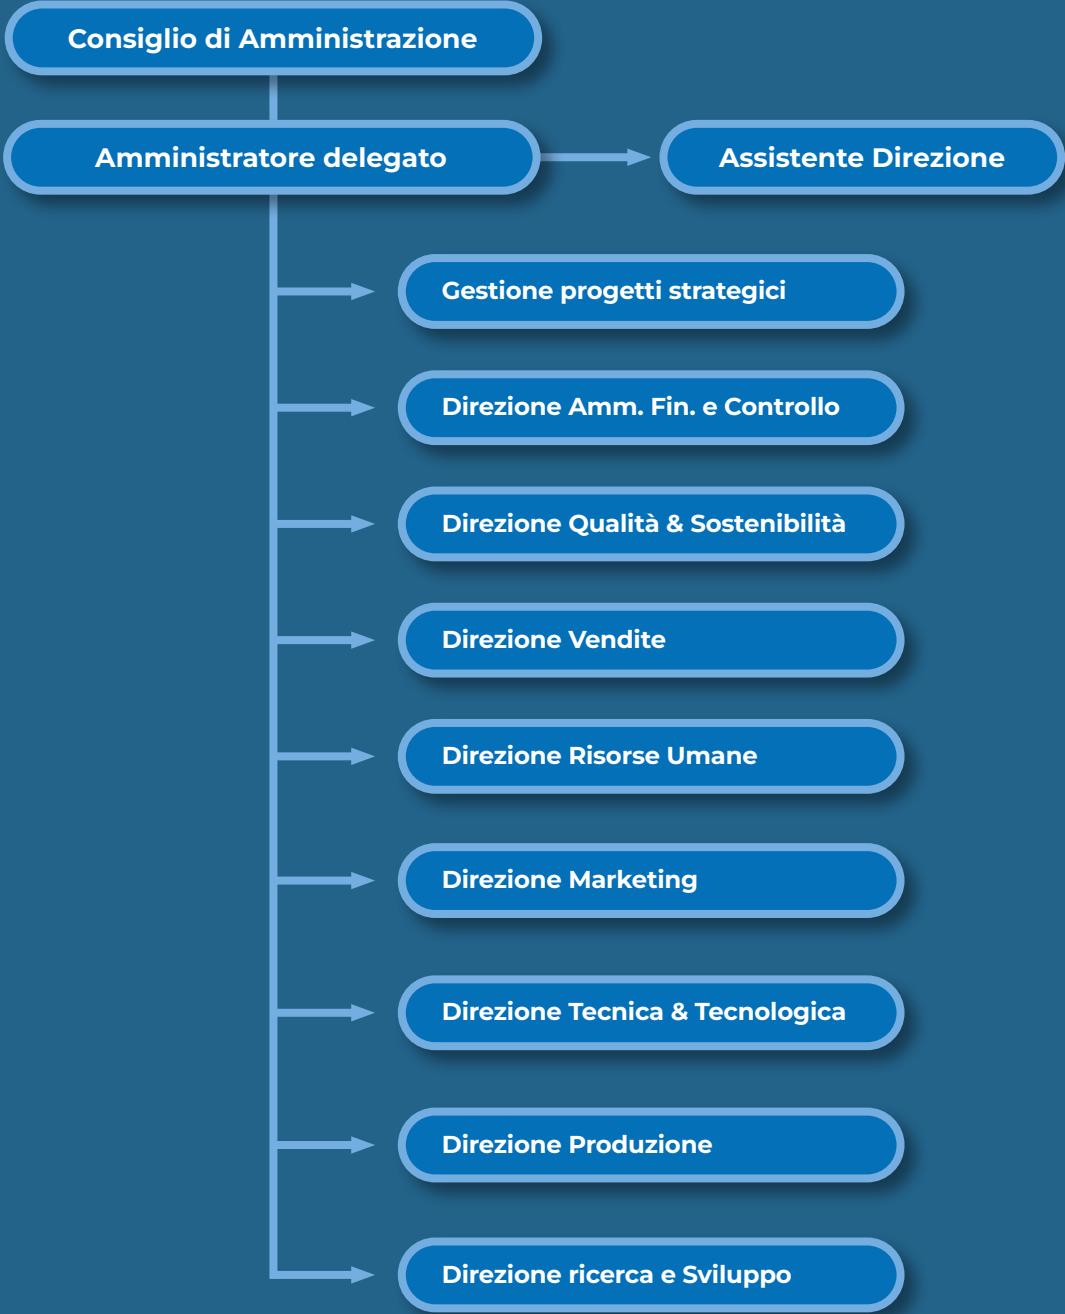 Consiglio di Amministrazione
Amministratore delegato
Assistente Direzione
Gestione progetti strategici
Direzione Amm. Fin. e Controllo
Direzione Qualità & Sostenibilità
Direzione Vendite
Direzione Risorse Umane
Direzione Marketing
Direzione Tecnica & Tecnologica
Direzione Produzione
Direzione ricerca e Sviluppo